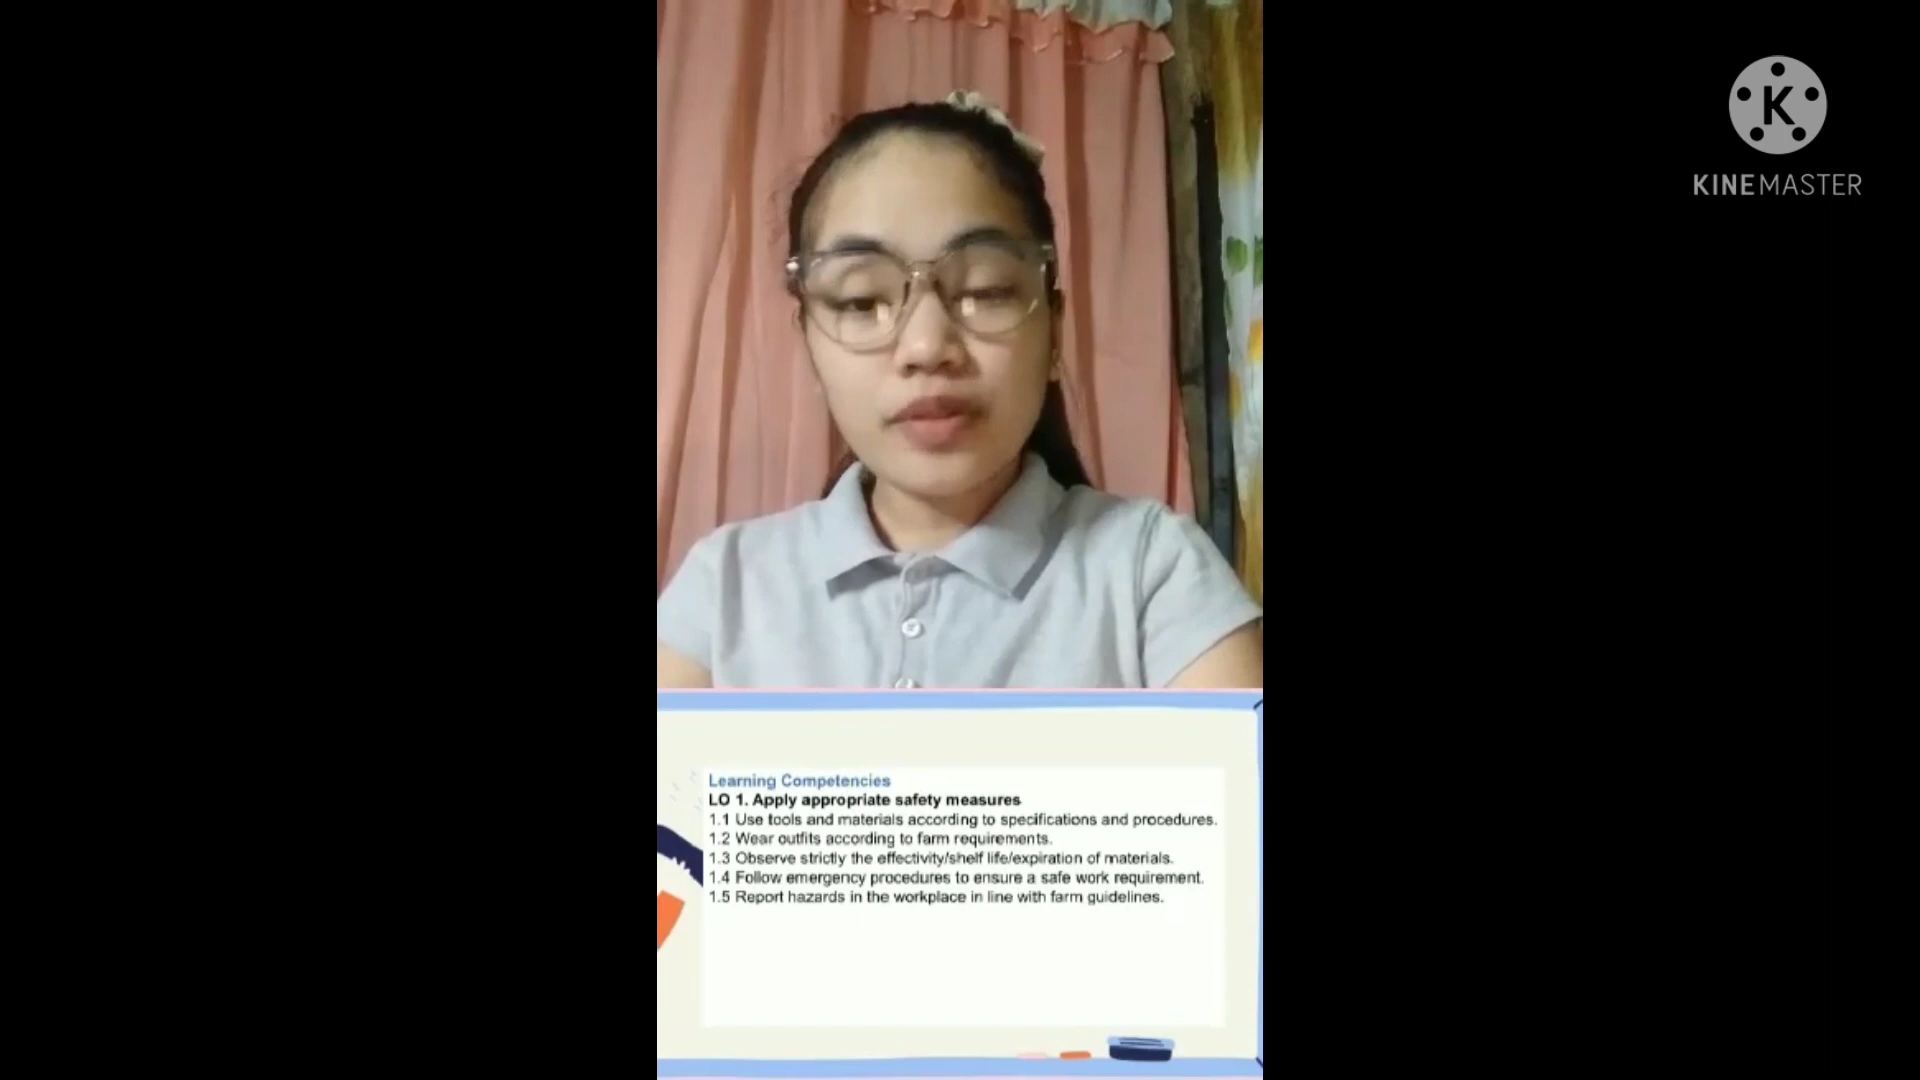 K
KINEMASTER
Learning Competencies
LO 1. Apply appropriate safety measures
1.1 Use tools and materials according to specifications and procedures.
1.2 Wear outfits according to farm requirements.
1.3 Observe strictly the effectivity/shelf life/expiration of materials.
1.4 Follow emergency procedures to ensure a safe work requirement.
1.5 Report hazards in the workplace in line with farm guidelines.